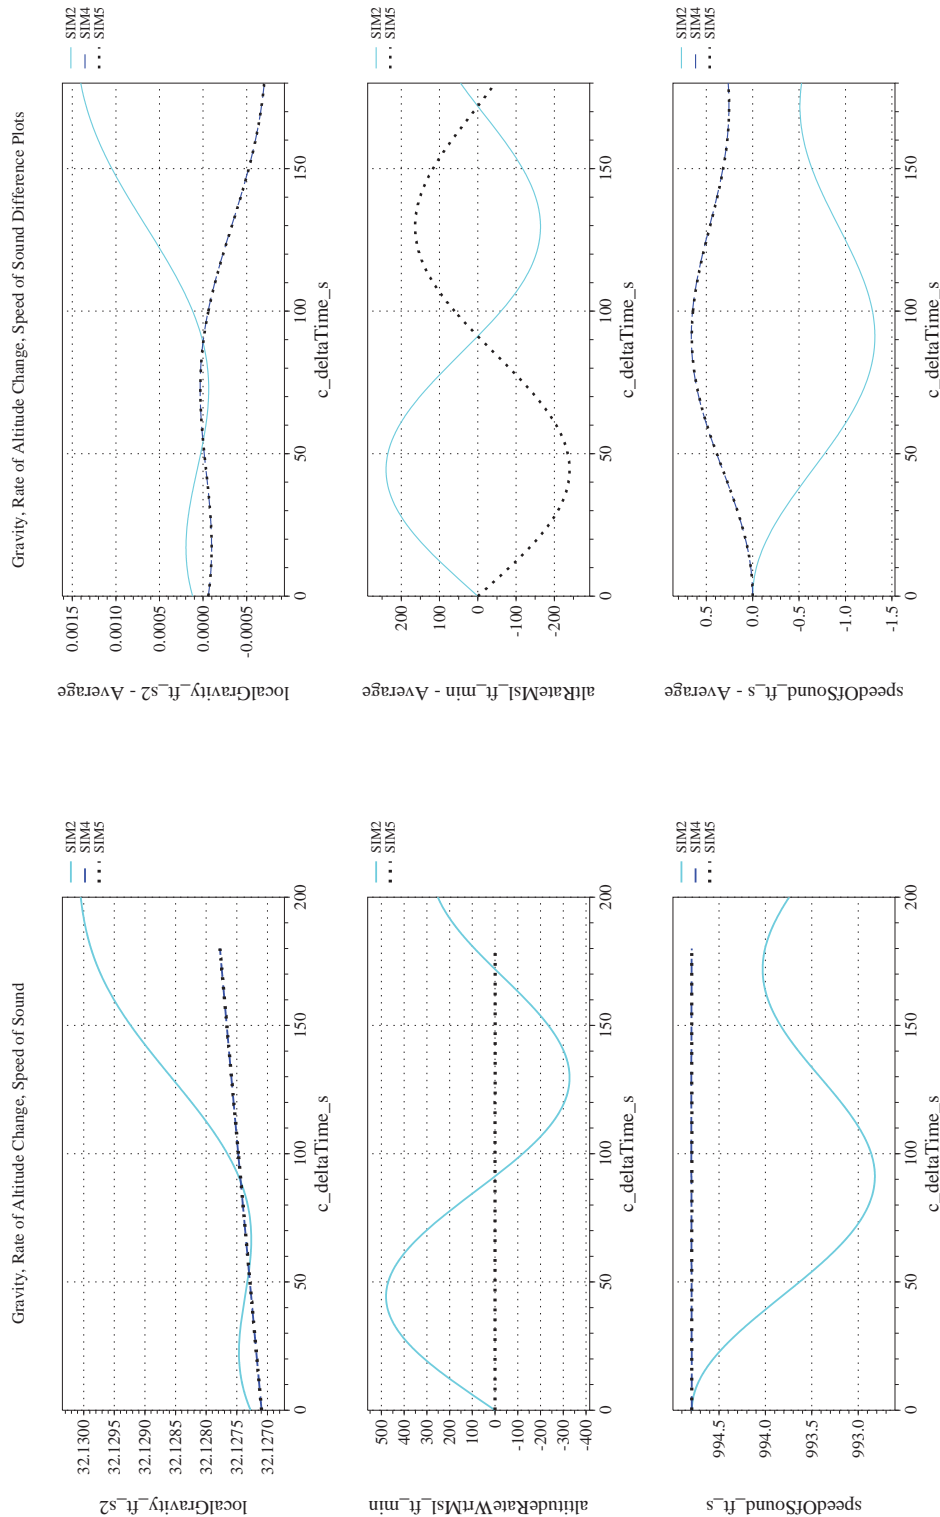 Gravity, Rate of Altitude Change, Speed of Sound
SIM2
SIM4
SIM5
32.1300
32.1295
32.1290
32.1285
32.1280
32.1275
32.1270
localGravity_ft_s2
0
50
100
150
200
c_deltaTime_s
SIM2
SIM5
500
400
300
200
100
0
-100
-200
-300
-400
altitudeRateWrtMsl_ft_min
0
50
100
150
200
c_deltaTime_s
SIM2
SIM4
SIM5
994.5
994.0
993.5
993.0
speedOfSound_ft_s
0
50
100
150
200
c_deltaTime_s
Gravity, Rate of Altitude Change, Speed of Sound Difference Plots
SIM2
SIM4
SIM5
0.0015
0.0010
0.0005
0.0000
-0.0005
localGravity_ft_s2 - Average
0
50
100
150
c_deltaTime_s
SIM2
SIM5
200
100
0
-100
-200
altRateMsl_ft_min - Average
0
50
100
150
c_deltaTime_s
SIM2
SIM4
SIM5
0.5
0.0
-0.5
-1.0
-1.5
speedOfSound_ft_s - Average
0
50
100
150
c_deltaTime_s